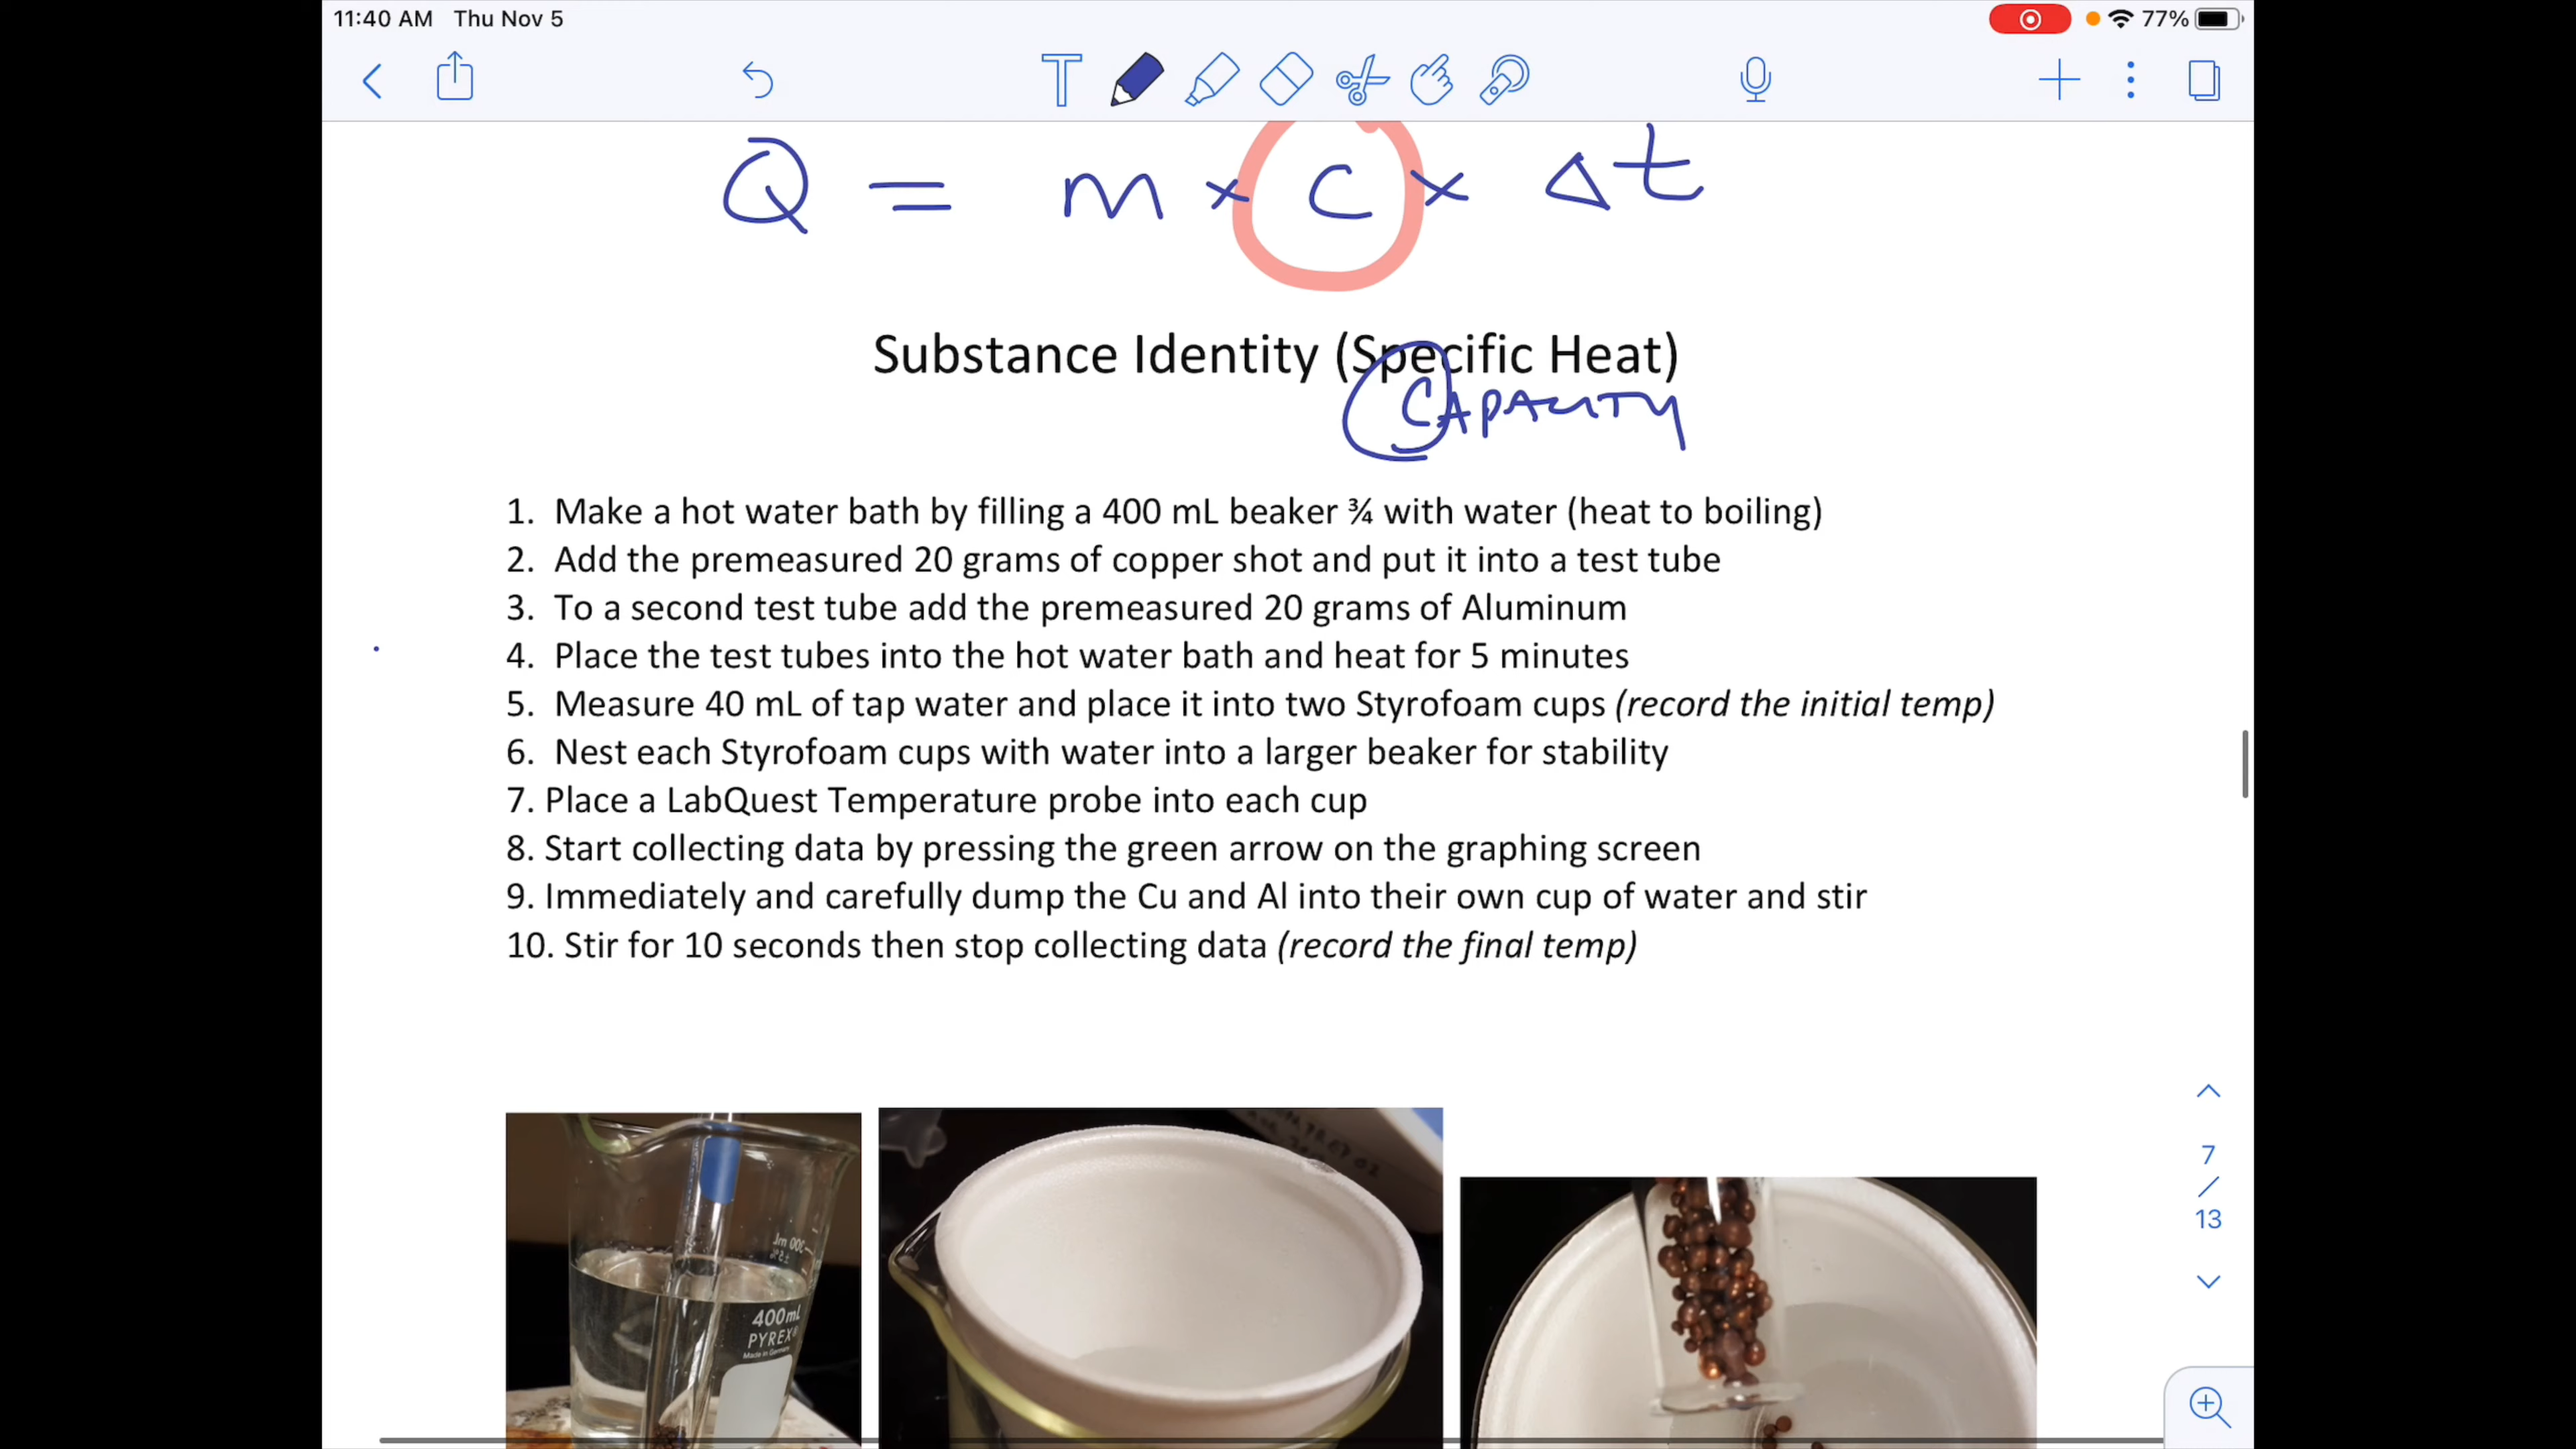 11:40 AM Thu Nov 5
77%
T
Q = m × C × Δt
Substance Identity (Specific Heat)
CAPACITY
1. Make a hot water bath by filling a 400 mL beaker ¾ with water (heat to boiling)
2. Add the premeasured 20 grams of copper shot and put it into a test tube
3. To a second test tube add the premeasured 20 grams of Aluminum
4. Place the test tubes into the hot water bath and heat for 5 minutes
5. Measure 40 mL of tap water and place it into two Styrofoam cups (record the initial temp)
6. Nest each Styrofoam cups with water into a larger beaker for stability
7. Place a LabQuest Temperature probe into each cup
8. Start collecting data by pressing the green arrow on the graphing screen
9. Immediately and carefully dump the Cu and Al into their own cup of water and stir
10. Stir for 10 seconds then stop collecting data (record the final temp)
400 mL
PYREX
Made in Germany
7
/
13